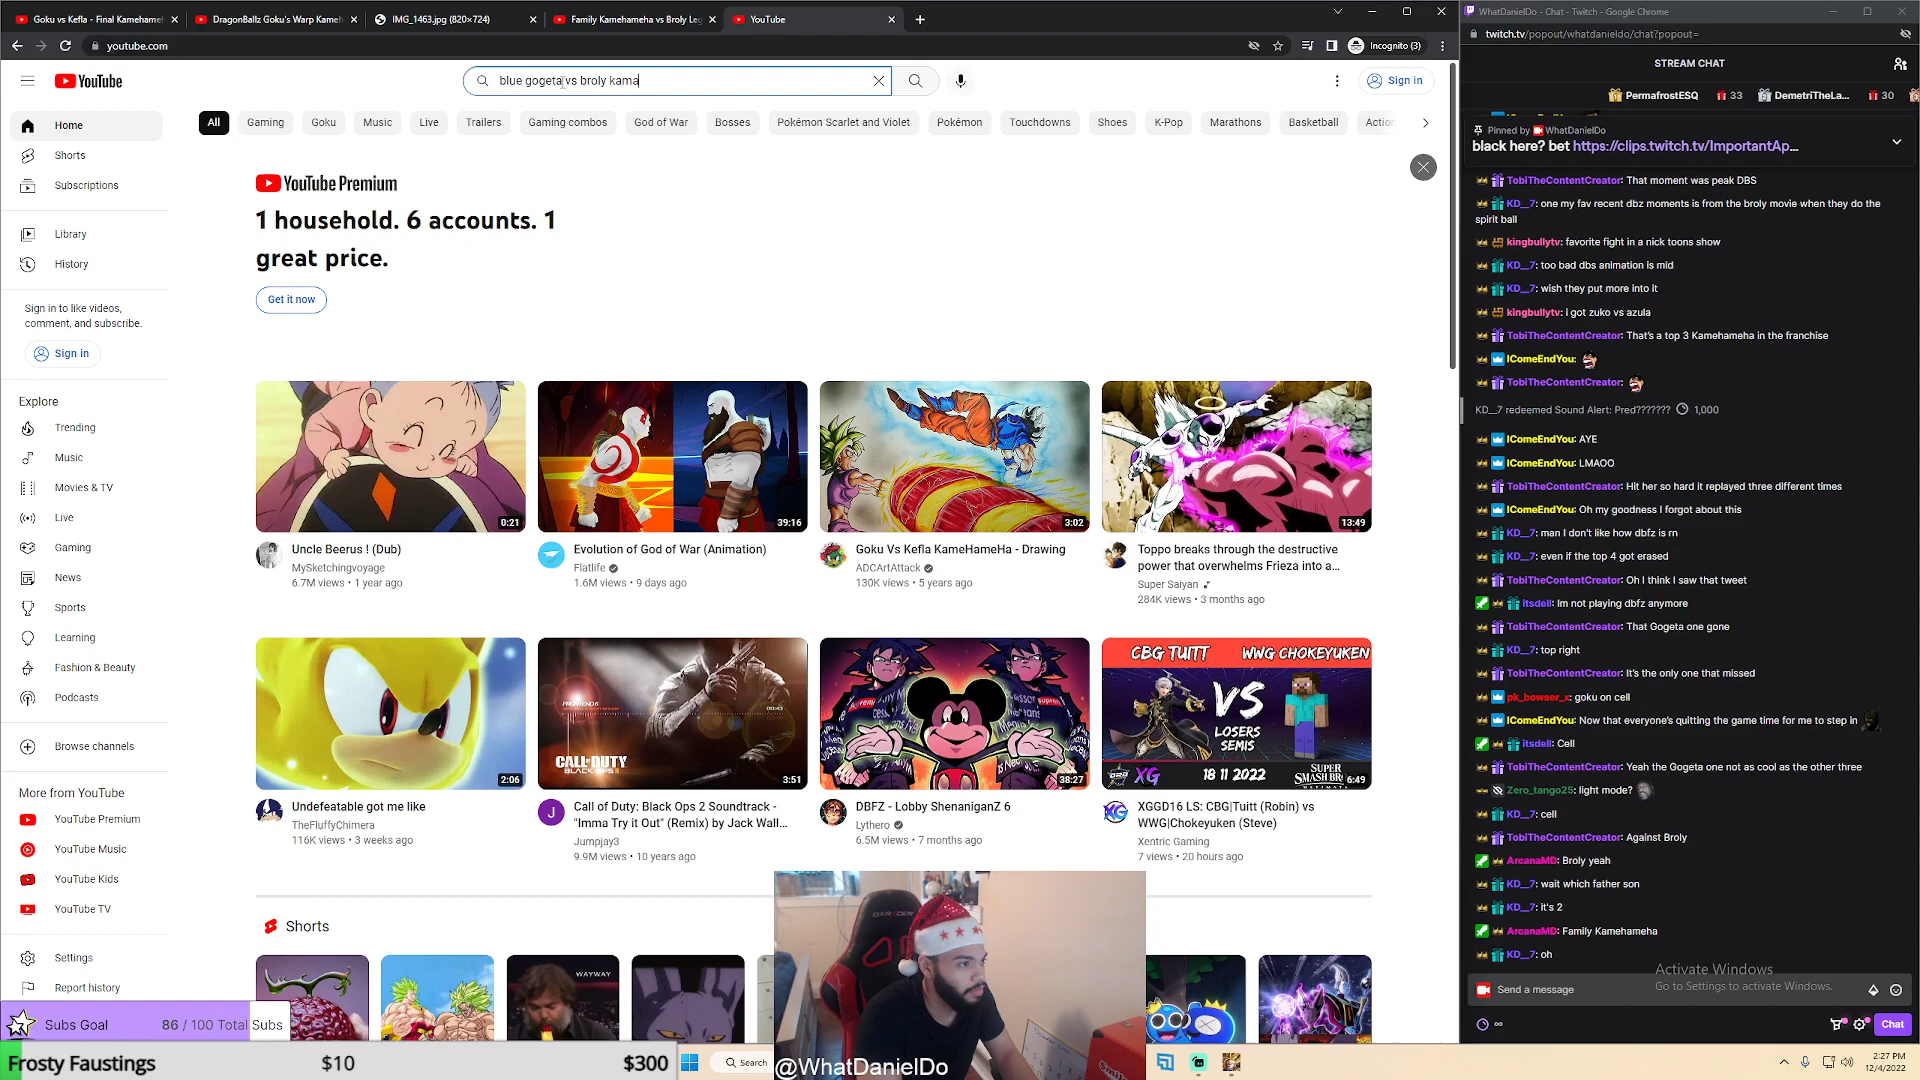 Goku vs Kefla - Final Kamehameh
DragonBallz Goku's Warp Kameh
IMG_1463.jpg (820×724)
Family Kamehameha vs Broly Leg
YouTube
youtube.com
Incognito (3)
YouTube
blue gogeta vs broly kama
Sign in
Home
Shorts
Subscriptions
Library
History
Sign in to like videos,
comment, and subscribe.
Sign in
Explore
Trending
Music
Movies & TV
Live
Gaming
News
Sports
Learning
Fashion & Beauty
Podcasts
Browse channels
More from YouTube
YouTube Premium
YouTube Music
YouTube Kids
YouTube TV
Settings
Report history
All
Gaming
Goku
Music
Live
Trailers
Gaming combos
God of War
Bosses
Pokémon Scarlet and Violet
Pokémon
Touchdowns
Shoes
K-Pop
Marathons
Basketball
Action
YouTube Premium
1 household. 6 accounts. 1
great price.
Get it now
0:21
Uncle Beerus ! (Dub)
MySketchingvoyage
6.7M views • 1 year ago
39:16
Evolution of God of War (Animation)
Flatlife
1.6M views • 9 days ago
3:02
Goku Vs Kefla KameHameHa - Drawing
ADCArtAttack
130K views • 5 years ago
13:49
Toppo breaks through the destructive
power that overwhelms Frieza into a...
Super Saiyan
284K views • 3 months ago
2:06
Undefeatable got me like
TheFluffyChimera
116K views • 3 weeks ago
00:43
CALL·DUTY
BLACK OPS II
3:51
Call of Duty: Black Ops 2 Soundtrack -
"Imma Try it Out" (Remix) by Jack Wall...
Jumpjay3
9.9M views • 10 years ago
38:27
DBFZ - Lobby ShenaniganZ 6
Lythero
6.5M views • 7 months ago
CBG TUITT
WWG CHOKEYUKEN
VS
LOSERS
SEMIS
XG
18 11 2022
6:49
XGGD16 LS: CBG|Tuitt (Robin) vs
WWG|Chokeyuken (Steve)
Xentric Gaming
7 views • 20 hours ago
Shorts
WAYWAY
DXRACER
Subs Goal
86 / 100 Total Subs
Frosty Faustings
$10
$300
Search
@WhatDanielDo
2:27 PM
12/4/2022
WhatDanielDo - Chat - Twitch - Google Chrome
twitch.tv/popout/whatdanieldo/chat?popout=
STREAM CHAT
PermafrostESQ
33
DemetriTheLa...
30
Pinned by WhatDanielDo
black here? bet https://clips.twitch.tv/ImportantAp...
TobiTheContentCreator: That moment was peak DBS
KD__7: one my fav recent dbz moments is from the broly movie when they do the
spirit ball
kingbullytv: favorite fight in a nick toons show
KD__7: too bad dbs animation is mid
KD__7: wish they put more into it
kingbullytv: i got zuko vs azula
TobiTheContentCreator: That's a top 3 Kamehameha in the franchise
IComeEndYou:
TobiTheContentCreator:
KD__7 redeemed Sound Alert: Pred??????? 1,000
IComeEndYou: AYE
IComeEndYou: LMAOO
TobiTheContentCreator: Hit her so hard it replayed three different times
IComeEndYou: Oh my goodness I forgot about this
KD__7: man I don't like how dbfz is rn
KD__7: even if the top 4 got erased
TobiTheContentCreator: Oh I think I saw that tweet
itsdell: Im not playing dbfz anymore
TobiTheContentCreator: That Gogeta one gone
KD__7: top right
TobiTheContentCreator: It's the only one that missed
pk_bowser_x: goku on cell
IComeEndYou: Now that everyone's quitting the game time for me to step in
itsdell: Cell
TobiTheContentCreator: Yeah the Gogeta one not as cool as the other three
Zero_tango25: light mode?
KD__7: cell
TobiTheContentCreator: Against Broly
ArcanaMD: Broly yeah
KD__7: wait which father son
KD__7: it's 2
ArcanaMD: Family Kamehameha
KD__7: oh
Activate Windows
Go to Settings to activate Windows.
Send a message
Chat